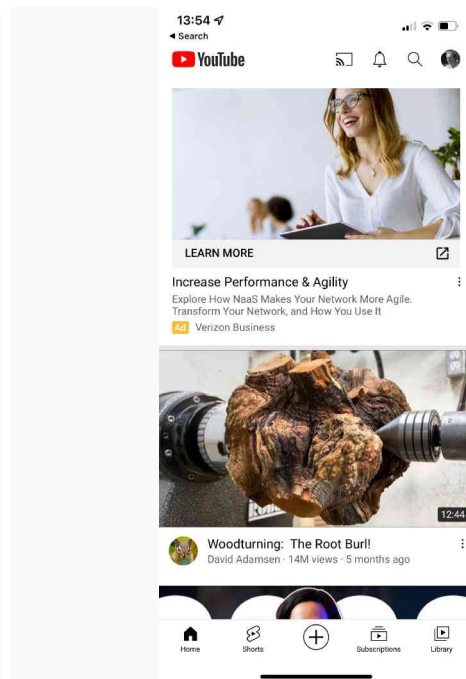 13:54
◀ Search
YouTube
LEARN MORE
Increase Performance & Agility
Explore How NaaS Makes Your Network More Agile.
Transform Your Network, and How You Use It
Ad Verizon Business
12:44
Woodturning: The Root Burl!
David Adamsen · 14M views · 5 months ago
Home
Shorts
Subscriptions
Library